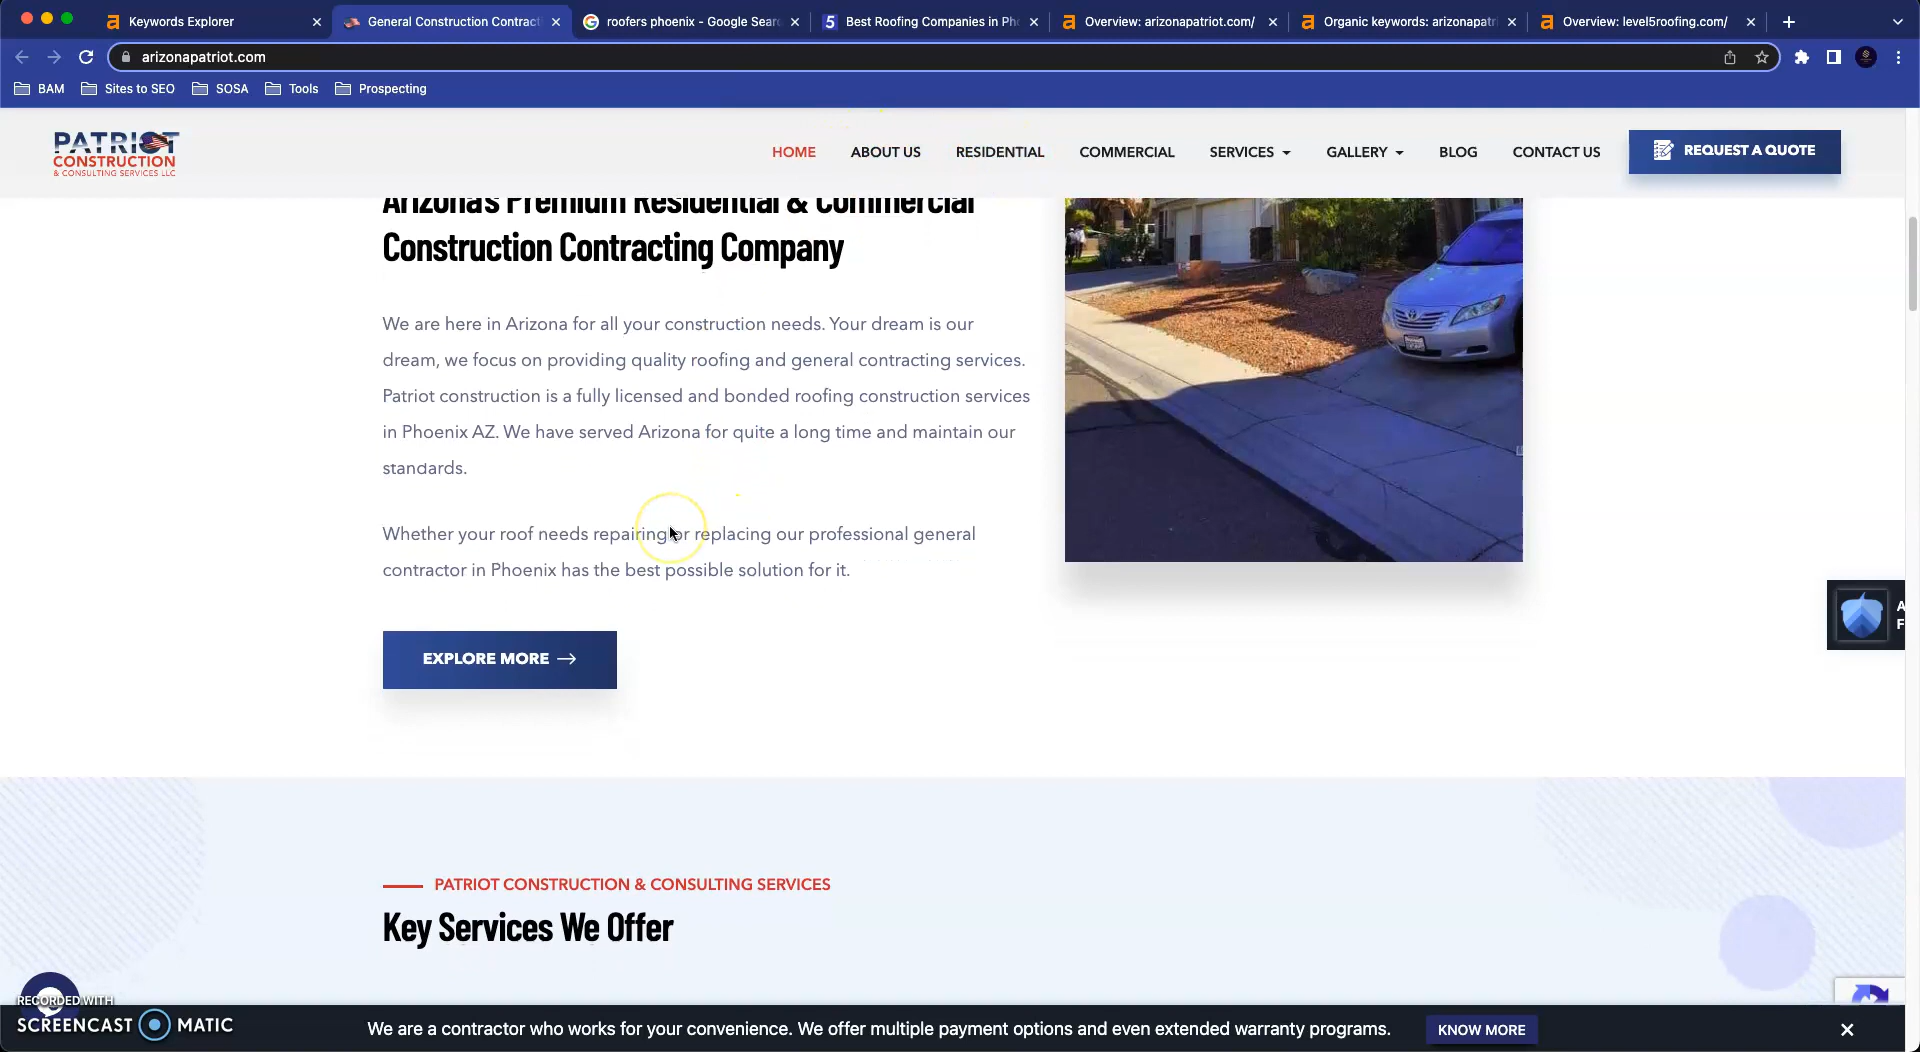 Keywords Explorer
General Construction Contract
roofers phoenix - Google Sear
Best Roofing Companies in Pho
Overview: arizonapatriot.com/
Organic keywords: arizonapatri
Overview: level5roofing.com/
arizonapatriot.com
BAM
Sites to SEO
SOSA
Tools
Prospecting
PATRIOT
CONSTRUCTION
& CONSULTING SERVICES LLC
HOME
ABOUT US
RESIDENTIAL
COMMERCIAL
SERVICES
GALLERY
BLOG
CONTACT US
REQUEST A QUOTE
Arizona's Premium Residential & Commercial
Construction Contracting Company
We are here in Arizona for all your construction needs. Your dream is our
dream, we focus on providing quality roofing and general contracting services.
Patriot construction is a fully licensed and bonded roofing construction services
in Phoenix AZ. We have served Arizona for quite a long time and maintain our
standards.
Whether your roof needs repairing or replacing our professional general
contractor in Phoenix has the best possible solution for it.
EXPLORE MORE
A
F
PATRIOT CONSTRUCTION & CONSULTING SERVICES
Key Services We Offer
RECORDED WITH
SCREENCAST MATIC
We are a contractor who works for your convenience. We offer multiple payment options and even extended warranty programs.
KNOW MORE